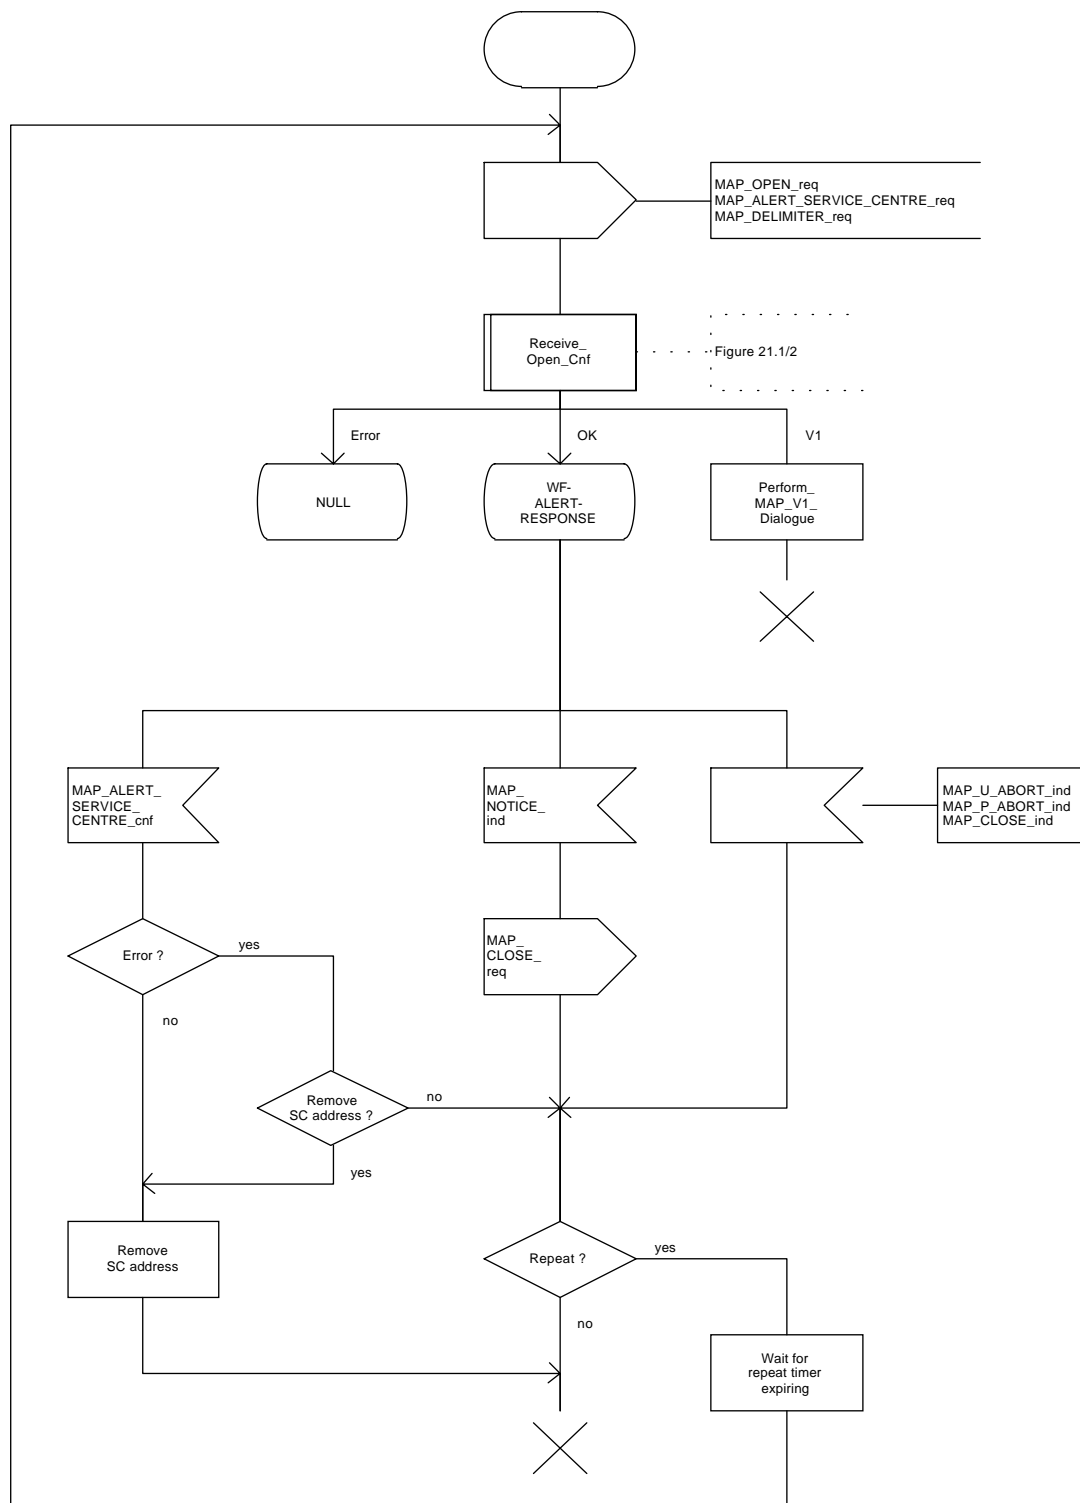 MAP_OPEN_req
MAP_ALERT_SERVICE_CENTRE_req
MAP_DELIMITER_req
Receive_
Open_Cnf
Figure 21.1/2
Error
OK
V1
NULL
WF-
ALERT-
RESPONSE
Perform_
MAP_V1_
Dialogue
MAP_ALERT_
SERVICE_
CENTRE_cnf
MAP_
NOTICE_
ind
MAP_U_ABORT_ind
MAP_P_ABORT_ind
MAP_CLOSE_ind
Error ?
yes
no
MAP_
CLOSE_
req
Remove
SC address ?
no
yes
Remove
SC address
Repeat ?
yes
no
Wait for
repeat timer
expiring